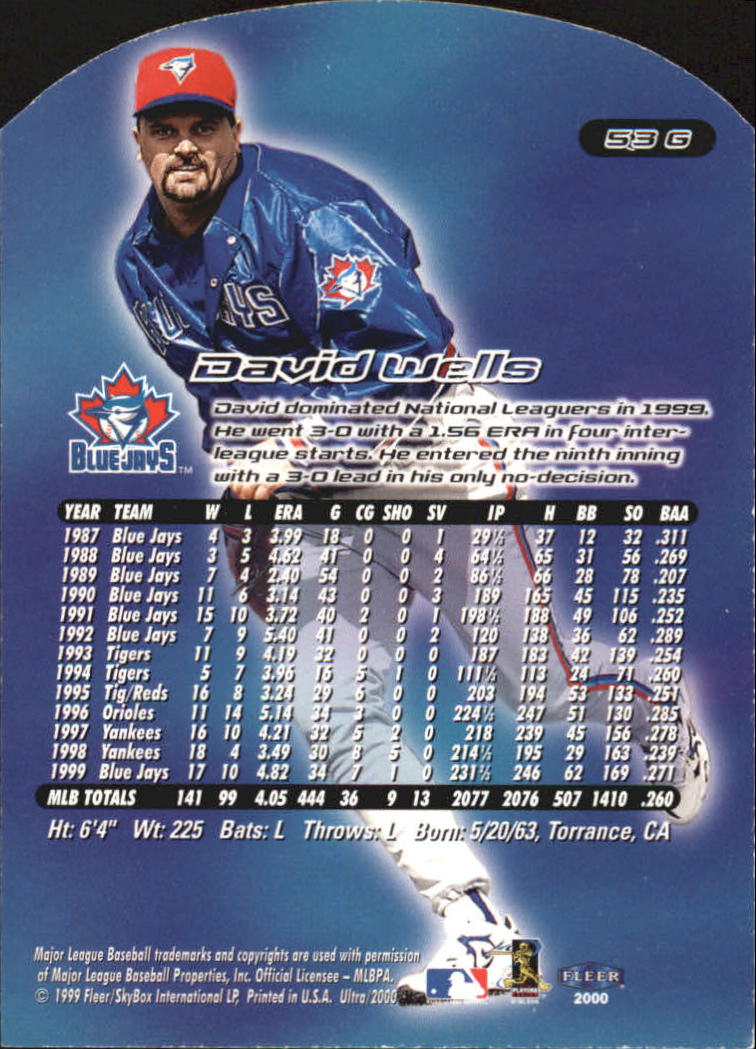 53 G
BLUE JAYS
David Wells
BLUE JAYS
TM
David dominated National Leaguers in 1999.
He went 3-0 with a 1.56 ERA in four inter-
league starts. He entered the ninth inning
with a 3-0 lead in his only no-decision.
YEAR TEAM W L ERA G CG SHO SV IP H BB SO BAA
1987 Blue Jays 4 3 3.99 18 0 0 1 29⅓ 37 12 32 .311
1988 Blue Jays 3 5 4.62 41 0 0 4 64⅓ 65 31 56 .269
1989 Blue Jays 7 4 2.40 54 0 0 2 86⅓ 66 28 78 .207
1990 Blue Jays 11 6 3.14 43 0 0 3 189 165 45 115 .235
1991 Blue Jays 15 10 3.72 40 2 0 1 198⅓ 188 49 106 .252
1992 Blue Jays 7 9 5.40 41 0 0 2 120 138 36 62 .289
1993 Tigers 11 9 4.19 32 0 0 0 187 183 42 139 .254
1994 Tigers 5 7 3.96 16 5 1 0 111⅓ 113 24 71 .260
1995 Tig/Reds 16 8 3.24 29 6 0 0 203 194 53 133 .251
1996 Orioles 11 14 5.14 34 3 0 0 224⅓ 247 51 130 .285
1997 Yankees 16 10 4.21 32 5 2 0 218 239 45 156 .278
1998 Yankees 18 4 3.49 30 8 5 0 214⅓ 195 29 163 .239
1999 Blue Jays 17 10 4.82 34 7 1 0 231⅔ 246 62 169 .271
MLB TOTALS 141 99 4.05 444 36 9 13 2077 2076 507 1410 .260
Ht: 6'4" Wt: 225 Bats: L Throws: L Born: 5/20/63, Torrance, CA
Major League Baseball trademarks and copyrights are used with permission
of Major League Baseball Properties, Inc. Official Licensee – MLBPA.
© 1999 Fleer/SkyBox International LP, Printed in U.S.A. Ultra/2000
PLAYERS
FLEER
2000